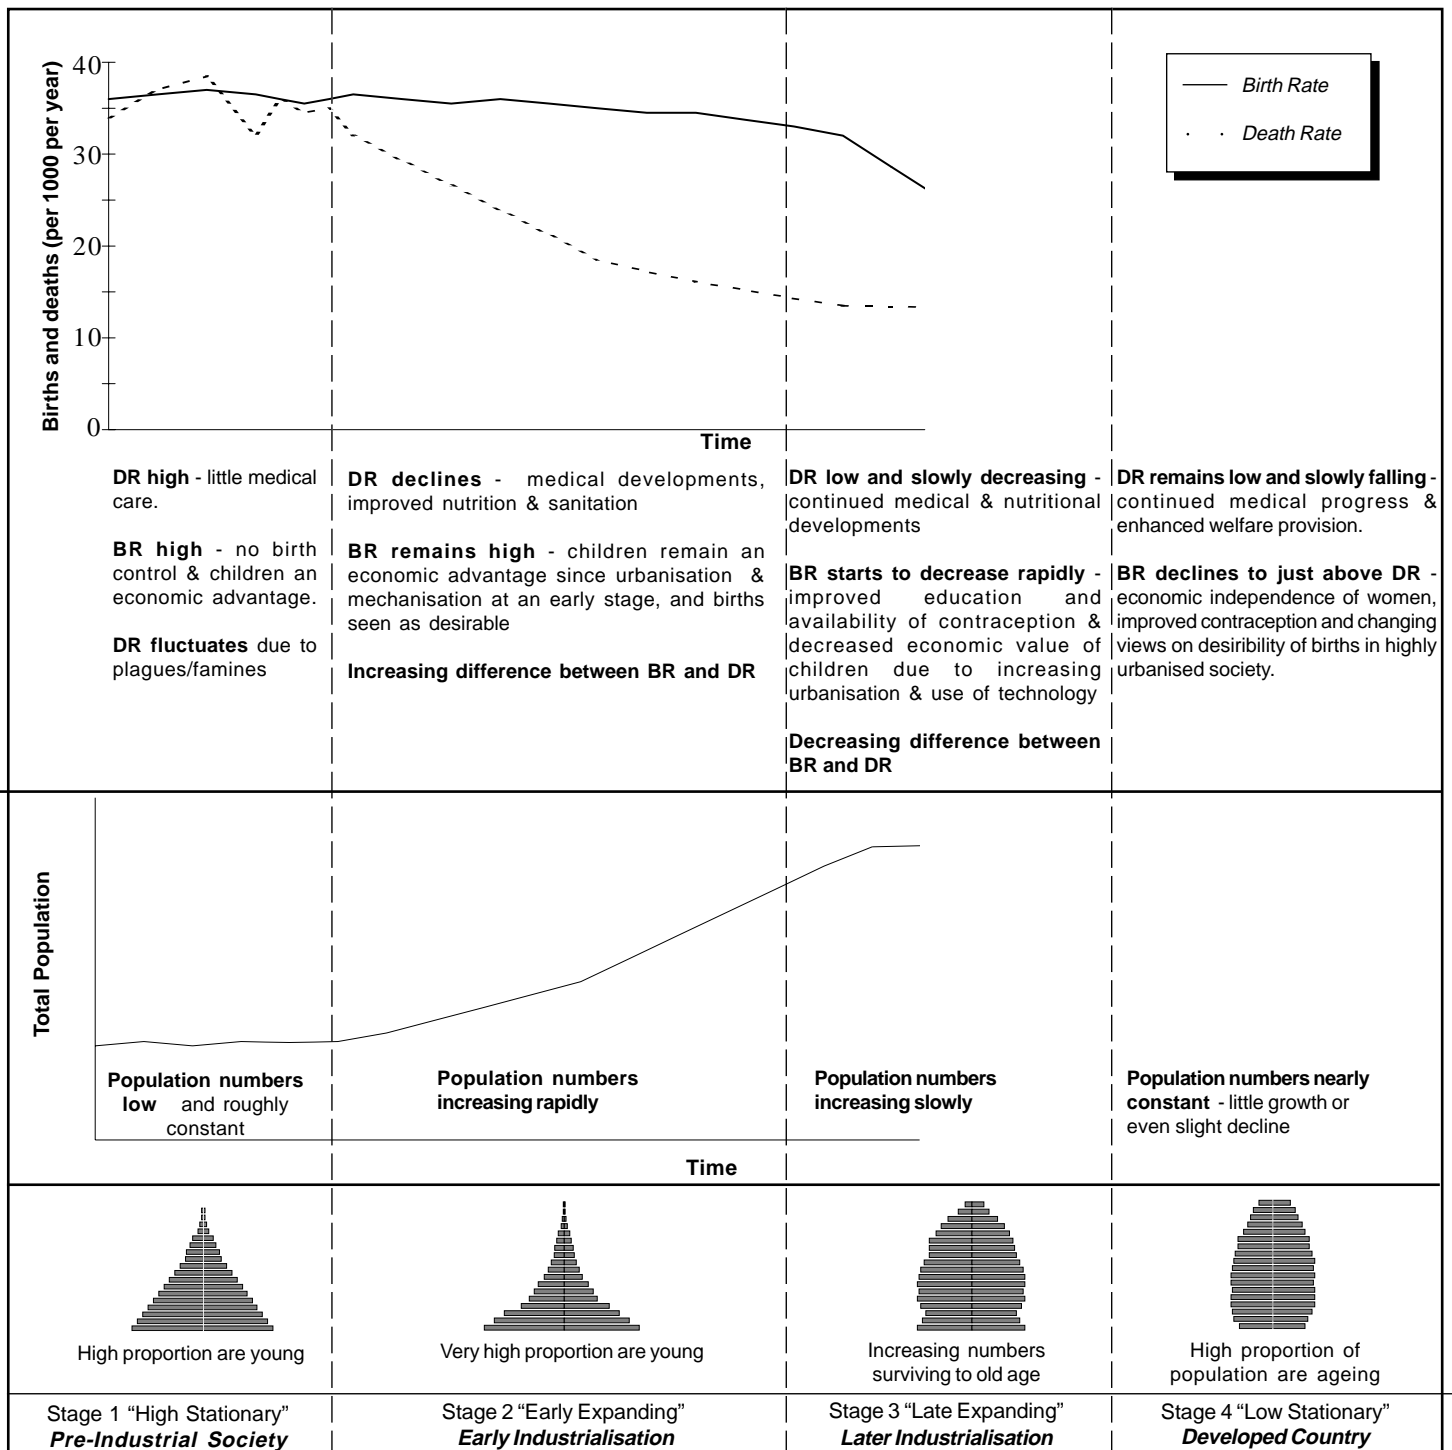 40
30
20
10
0
Births and deaths (per 1000 per year)
Birth Rate
Death Rate
Time
DR high - little medical
care.
BR high - no birth
control & children an
economic advantage.
DR fluctuates due to
plagues/famines
DR declines - medical developments,
improved nutrition & sanitation
BR remains high - children remain an
economic advantage since urbanisation &
mechanisation at an early stage, and births
seen as desirable
Increasing difference between BR and DR
DR low and slowly decreasing -
continued medical & nutritional
developments
BR starts to decrease rapidly -
improved education and
availability of contraception &
decreased economic value of
children due to increasing
urbanisation & use of technology
Decreasing difference between
BR and DR
DR remains low and slowly falling -
continued medical progress &
enhanced welfare provision.
BR declines to just above DR -
economic independence of women,
improved contraception and changing
views on desiribility of births in highly
urbanised society.
Total Population
Population numbers
low and roughly
constant
Population numbers
increasing rapidly
Population numbers
increasing slowly
Population numbers nearly
constant - little growth or
even slight decline
Time
High proportion are young
Very high proportion are young
Increasing numbers
surviving to old age
High proportion of
population are ageing
Stage 1 “High Stationary”
Pre-Industrial Society
Stage 2 “Early Expanding”
Early Industrialisation
Stage 3 “Late Expanding”
Later Industrialisation
Stage 4 “Low Stationary”
Developed Country